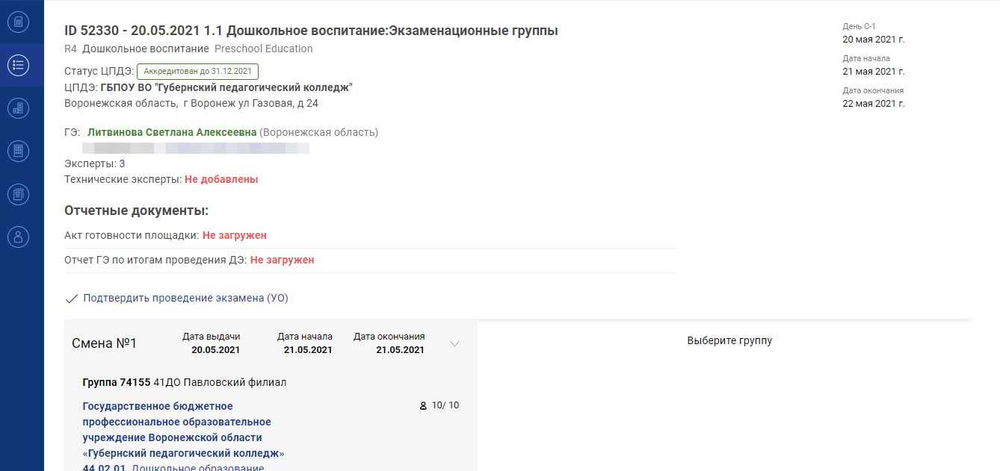 ID 52330 - 20.05.2021 1.1 Дошкольное воспитание:Экзаменационные группы
R4 Дошкольное воспитание Preschool Education
Статус ЦПДЭ: Аккредитован до 31.12.2021
ЦПДЭ: ГБПОУ ВО "Губернский педагогический колледж"
Воронежская область, г Воронеж ул Газовая, д 24
ГЭ: Литвинова Светлана Алексеевна (Воронежская область)
Эксперты: 3
Технические эксперты: Не добавлены
День С-1
20 мая 2021 г.
Дата начала
21 мая 2021 г.
Дата окончания
22 мая 2021 г.
Отчетные документы:
Акт готовности площадки: Не загружен
Отчет ГЭ по итогам проведения ДЭ: Не загружен
Подтвердить проведение экзамена (УО)
Смена №1
Дата выдачи
20.05.2021
Дата начала
21.05.2021
Дата окончания
21.05.2021
Выберите группу
Группа 74155 41ДО Павловский филиал
Государственное бюджетное
профессиональное образовательное
учреждение Воронежской области
«Губернский педагогический колледж»
10/ 10
44.02.01 Дошкольное образование